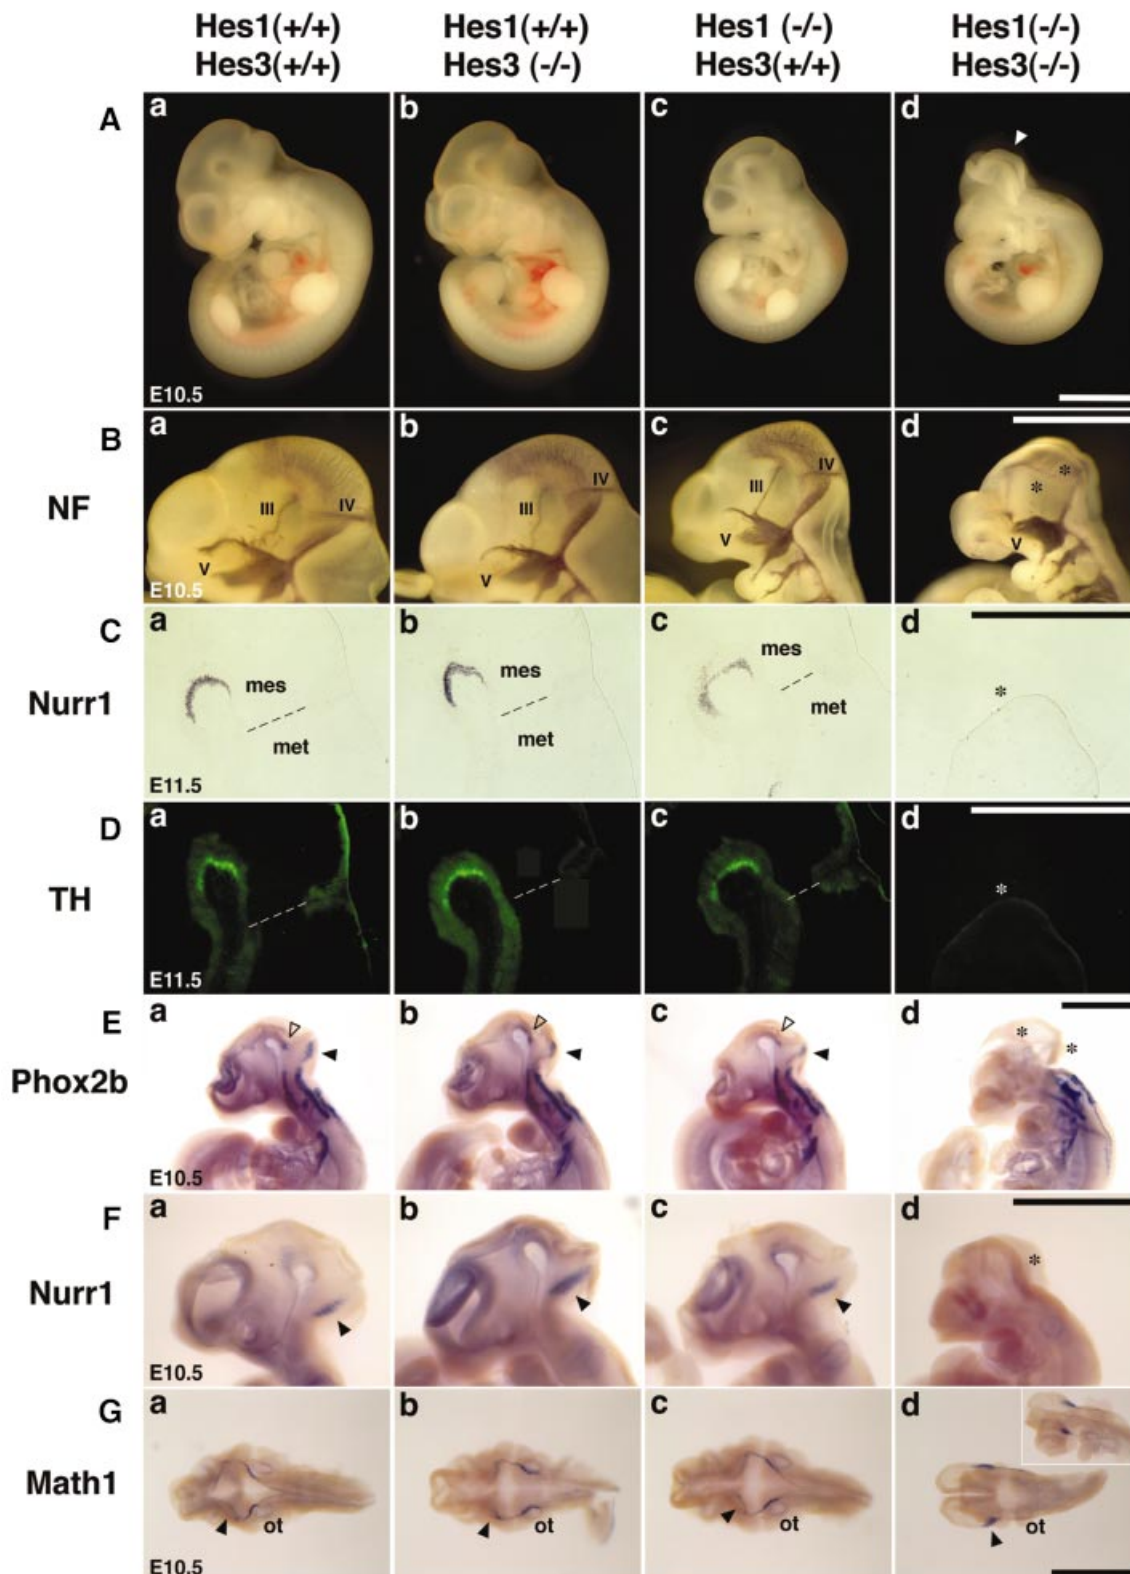 Hes1(+/+) Hes1(+/+) Hes1 (-/-) Hes1(-/-)
Hes3(+/+) Hes3 (-/-) Hes3(+/+) Hes3(-/-)
A a b c d
E10.5
B a b c d
NF
III IV III IV III IV * *
V V V V
E10.5
C a b c d
Nurr1
mes mes mes *
met met met
E11.5
D a b c d
TH
*
E11.5
E a b c d
Phox2b
* *
E10.5
F a b c d
Nurr1
*
E10.5
G a b c d
Math1
ot ot ot ot
E10.5